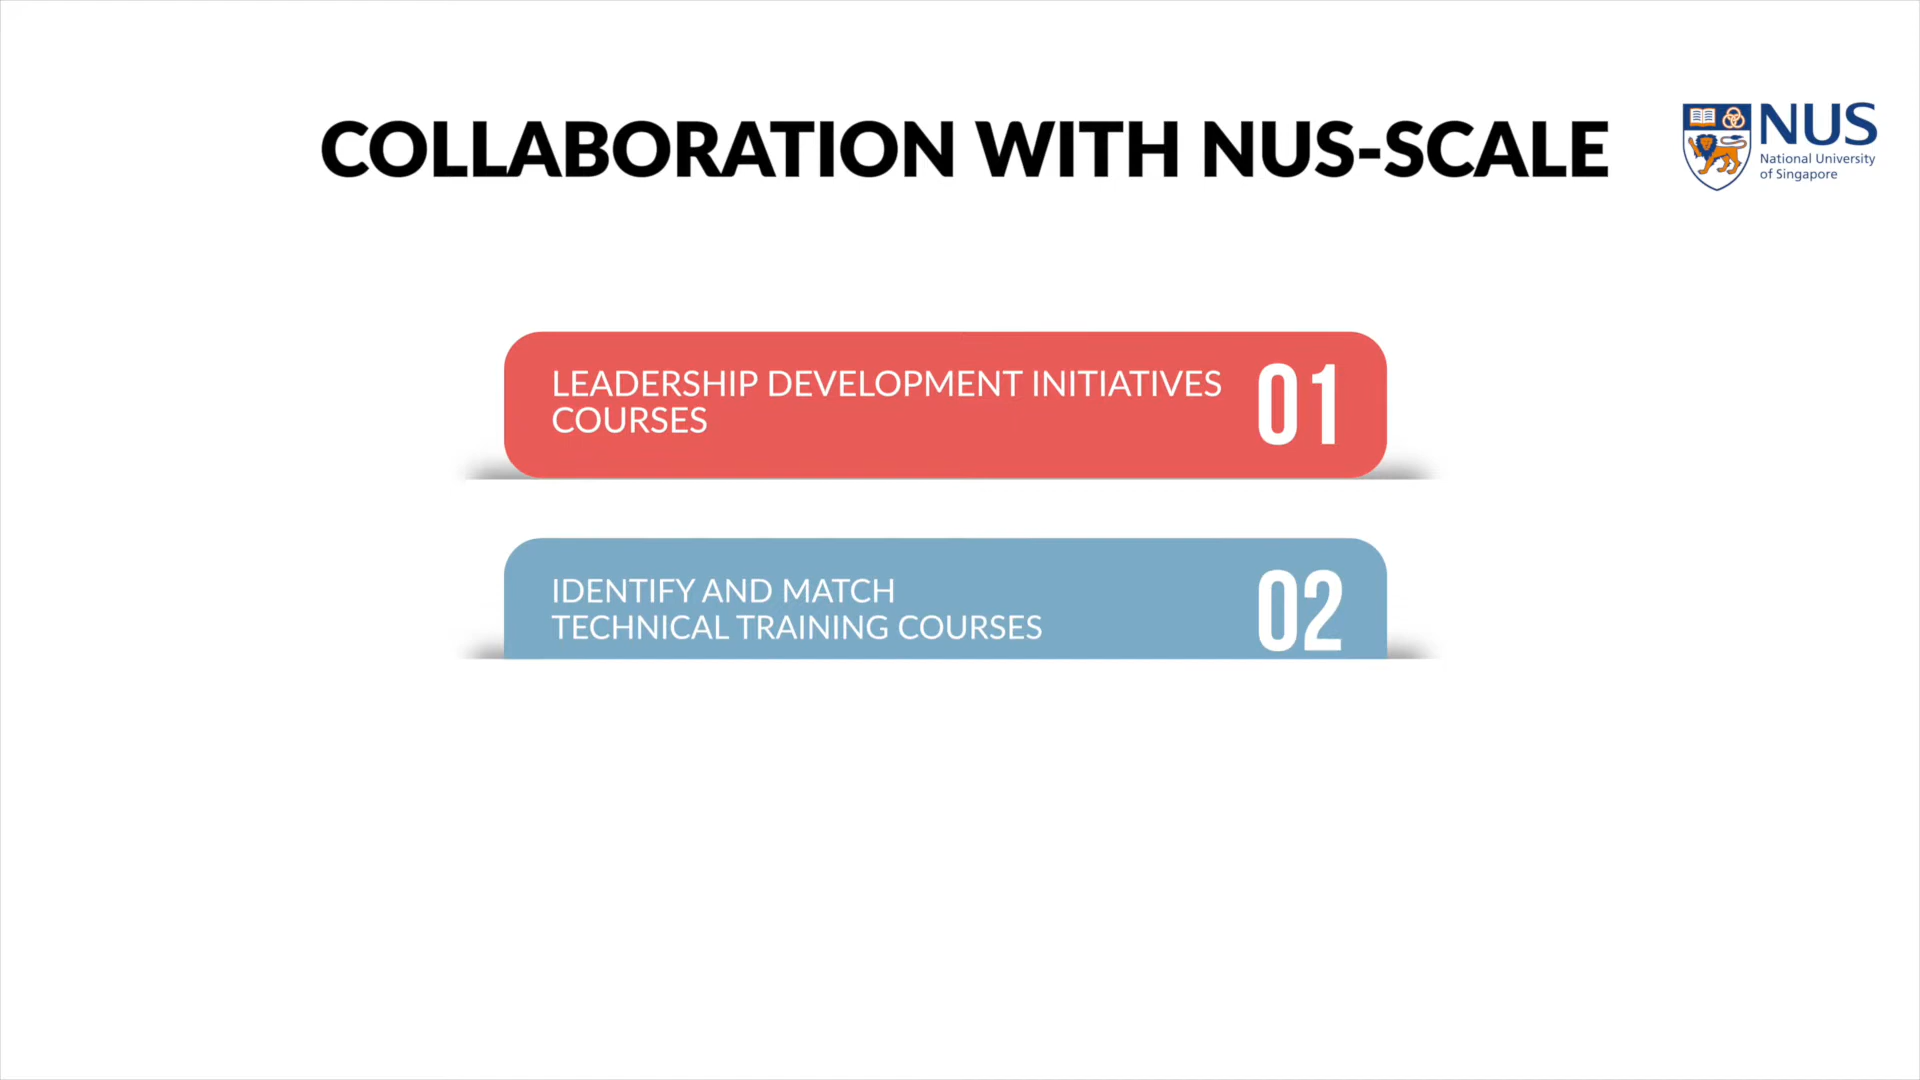 COLLABORATION WITH NUS-SCALE
NUS
National University
of Singapore
LEADERSHIP DEVELOPMENT INITIATIVES
COURSES
01
IDENTIFY AND MATCH
TECHNICAL TRAINING COURSES
02